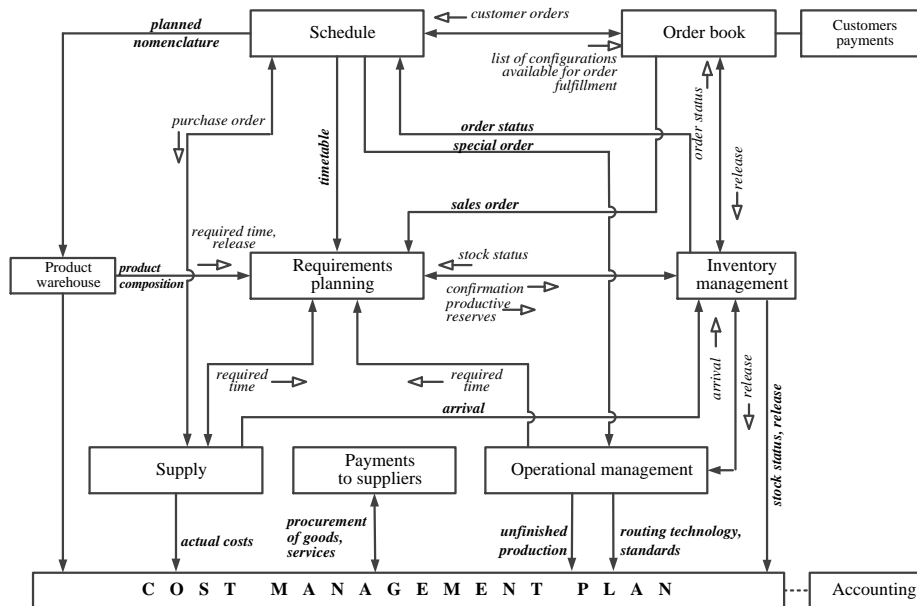 planned
nomenclature
Schedule
customer orders
Order book
Customers
payments
list of configurations
available for order
fulfillment
purchase order
timetable
order status
special order
order status
release
sales order
required time,
release
Product
warehouse
product
composition
Requirements
planning
stock status
confirmation
productive
reserves
Inventory
management
required
time
required
time
arrival
release
arrival
stock status, release
Supply
Payments
to suppliers
Operational management
actual costs
procurement
of goods,
services
unfinished
production
routing technology,
standards
COST MANAGEMENT PLAN
Accounting